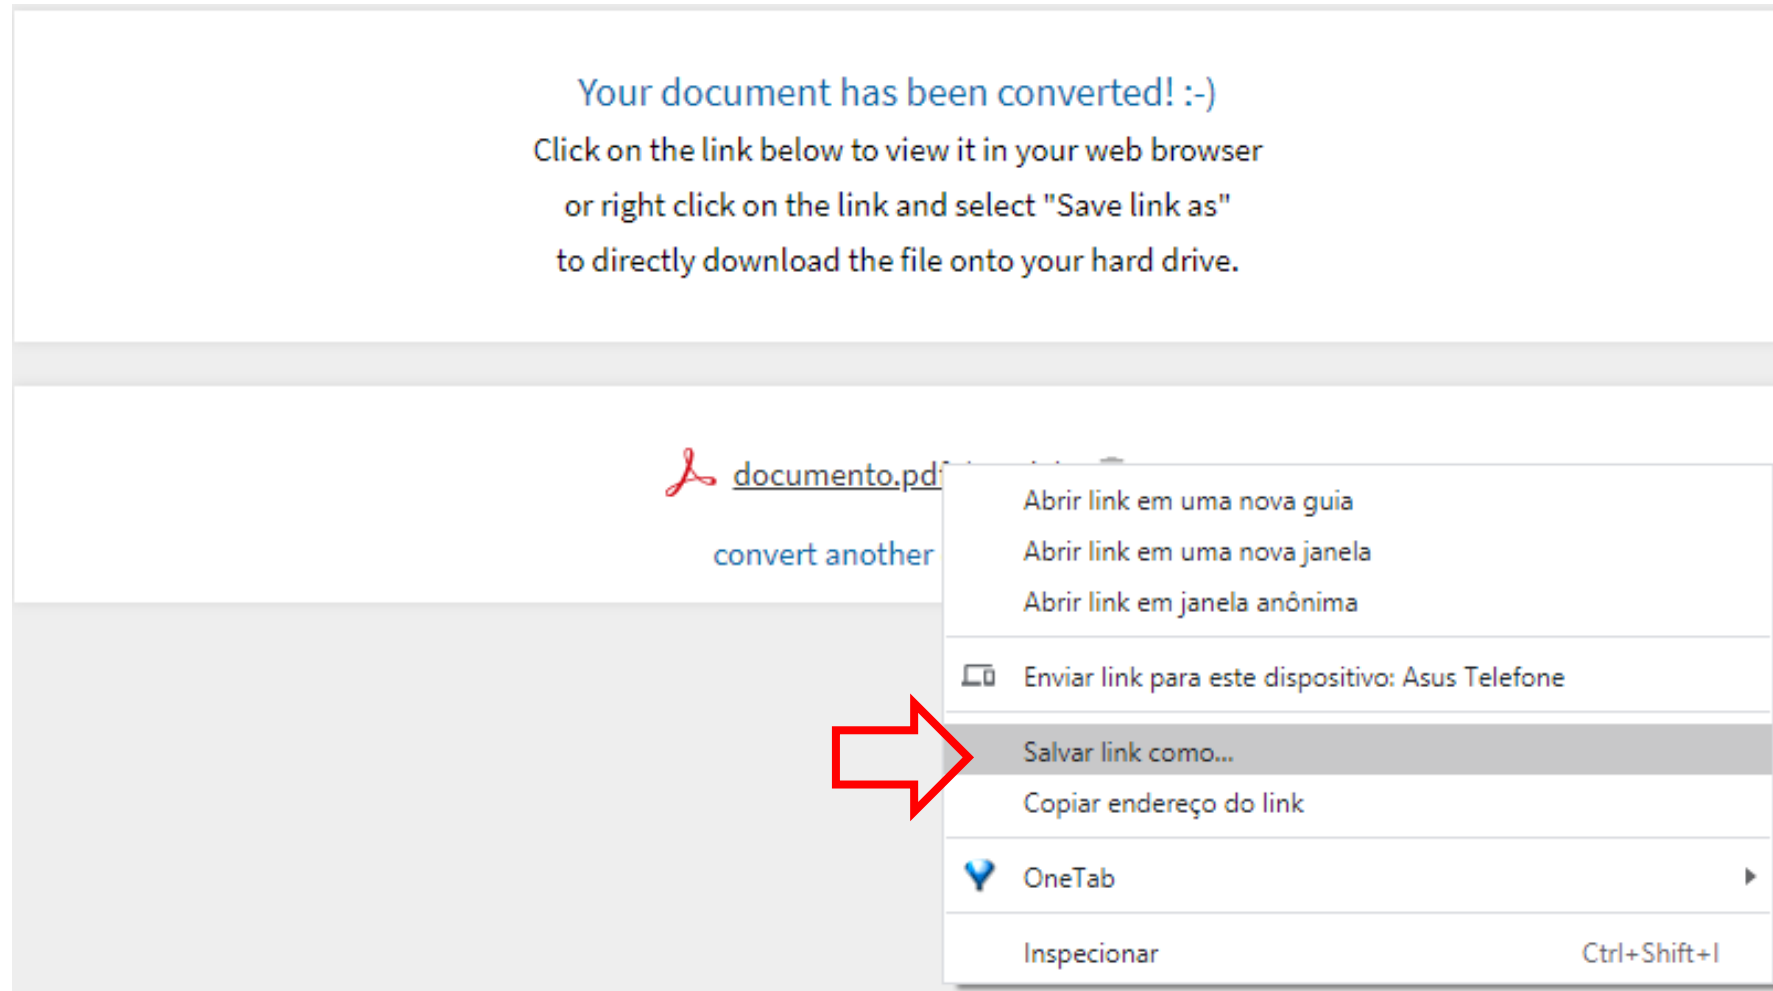 Your document has been converted! :-)
Click on the link below to view it in your web browser
or right click on the link and select "Save link as"
to directly download the file onto your hard drive.
documento.pdf
convert another
Abrir link em uma nova guia
Abrir link em uma nova janela
Abrir link em janela anônima
Enviar link para este dispositivo: Asus Telefone
Salvar link como...
Copiar endereço do link
OneTab
Inspecionar Ctrl+Shift+I